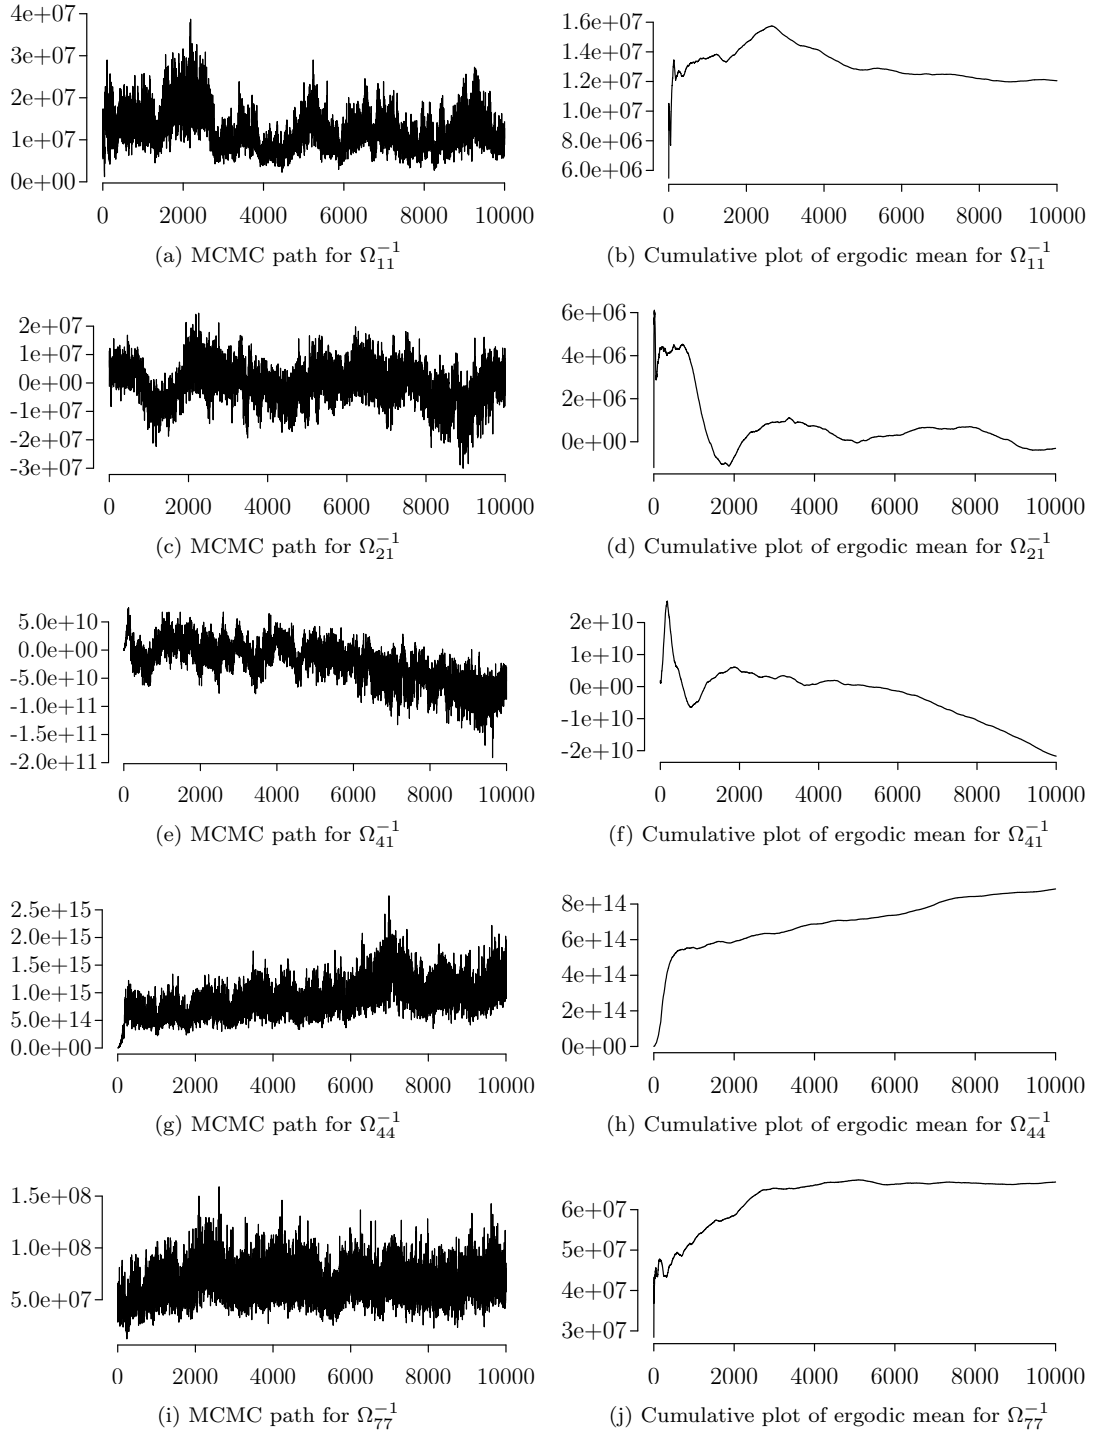 4e+07
3e+07
2e+07
1e+07
0e+00
0 2000 4000 6000 8000 10000
(a) MCMC path for Ω₁₁⁻¹
1.6e+07
1.4e+07
1.2e+07
1.0e+07
8.0e+06
6.0e+06
0 2000 4000 6000 8000 10000
(b) Cumulative plot of ergodic mean for Ω₁₁⁻¹
2e+07
1e+07
0e+00
-1e+07
-2e+07
-3e+07
0 2000 4000 6000 8000 10000
(c) MCMC path for Ω₂₁⁻¹
6e+06
4e+06
2e+06
0e+00
0 2000 4000 6000 8000 10000
(d) Cumulative plot of ergodic mean for Ω₂₁⁻¹
5.0e+10
0.0e+00
-5.0e+10
-1.0e+11
-1.5e+11
-2.0e+11
0 2000 4000 6000 8000 10000
(e) MCMC path for Ω₄₁⁻¹
2e+10
1e+10
0e+00
-1e+10
-2e+10
0 2000 4000 6000 8000 10000
(f) Cumulative plot of ergodic mean for Ω₄₁⁻¹
2.5e+15
2.0e+15
1.5e+15
1.0e+15
5.0e+14
0.0e+00
0 2000 4000 6000 8000 10000
(g) MCMC path for Ω₄₄⁻¹
8e+14
6e+14
4e+14
2e+14
0e+00
0 2000 4000 6000 8000 10000
(h) Cumulative plot of ergodic mean for Ω₄₄⁻¹
1.5e+08
1.0e+08
5.0e+07
0 2000 4000 6000 8000 10000
(i) MCMC path for Ω₇₇⁻¹
6e+07
5e+07
4e+07
3e+07
0 2000 4000 6000 8000 10000
(j) Cumulative plot of ergodic mean for Ω₇₇⁻¹